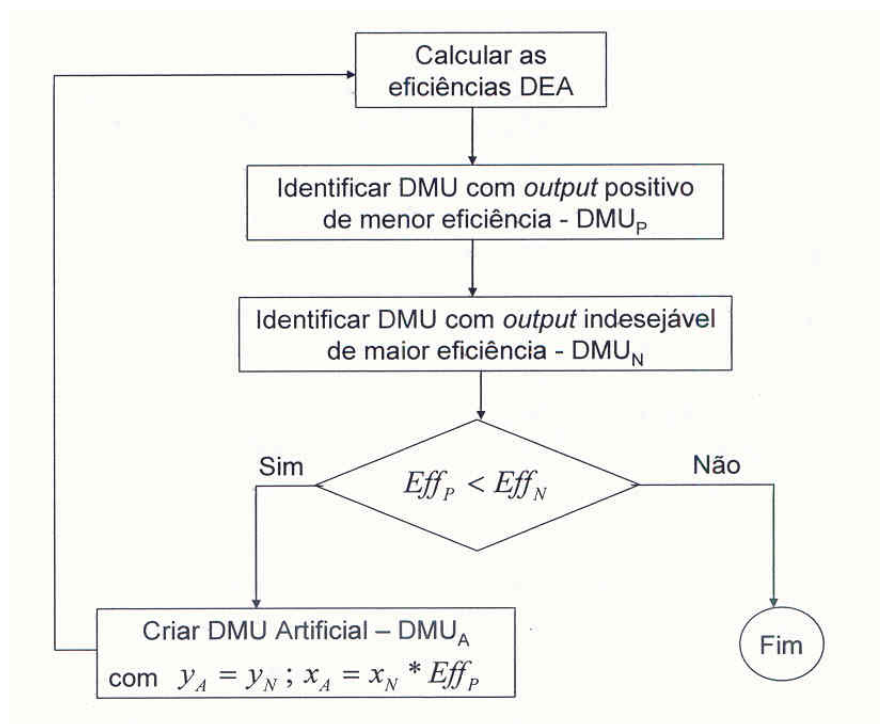 Calcular as
eficiências DEA
Identificar DMU com output positivo
de menor eficiência - DMU_P
Identificar DMU com output indesejável
de maior eficiência - DMU_N
Eff_P < Eff_N
Sim
Não
Criar DMU Artificial – DMU_A
com y_A = y_N ; x_A = x_N * Eff_P
Fim